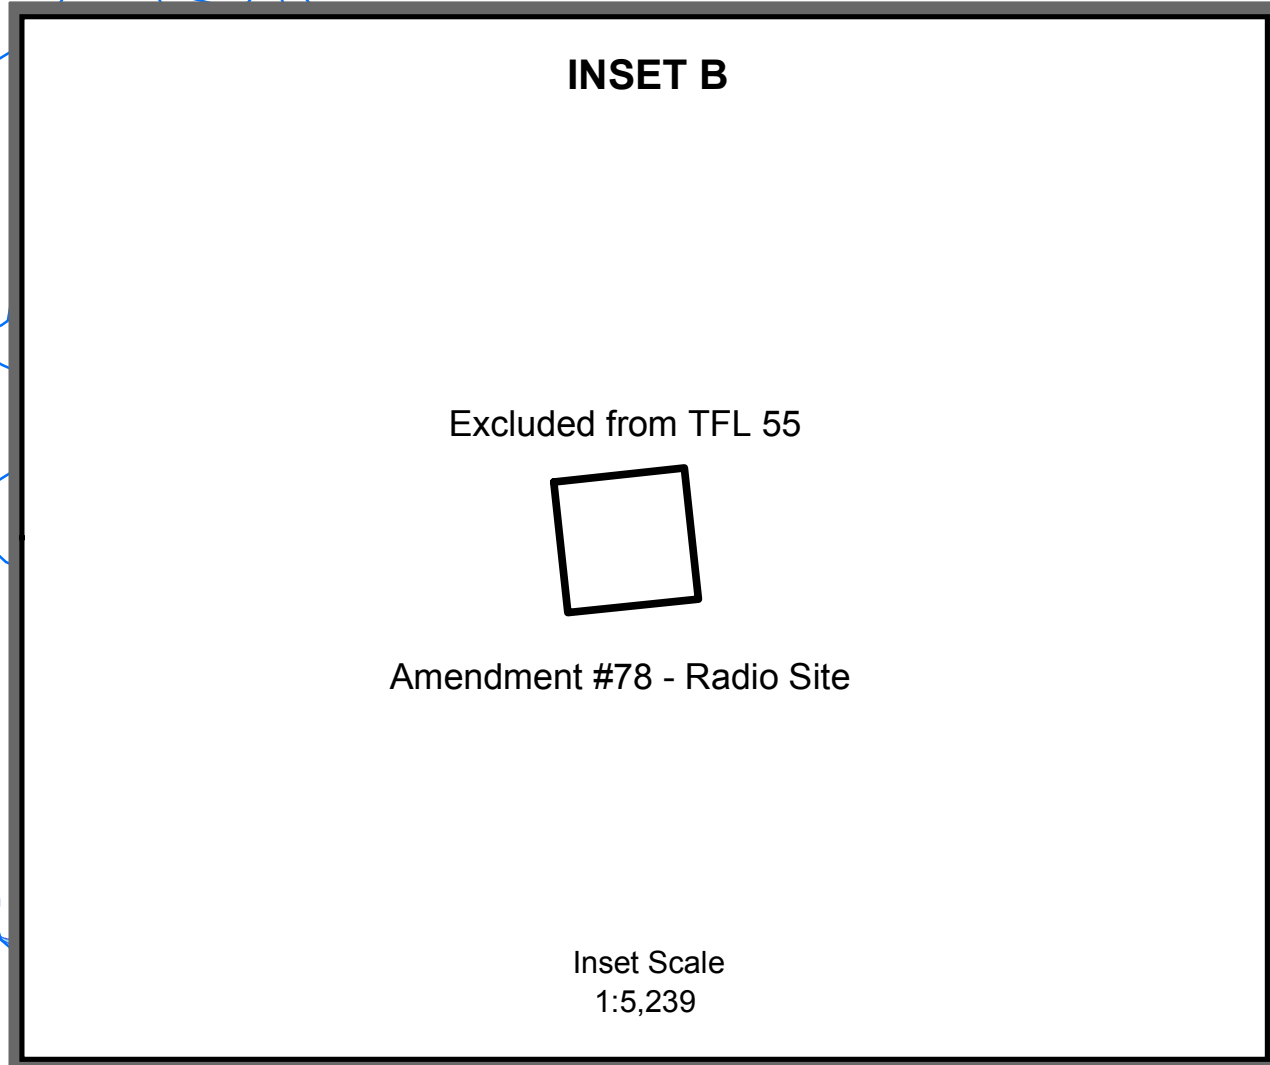 INSET B
Excluded from TFL 55
Amendment #78 - Radio Site
Inset Scale
1:5,239